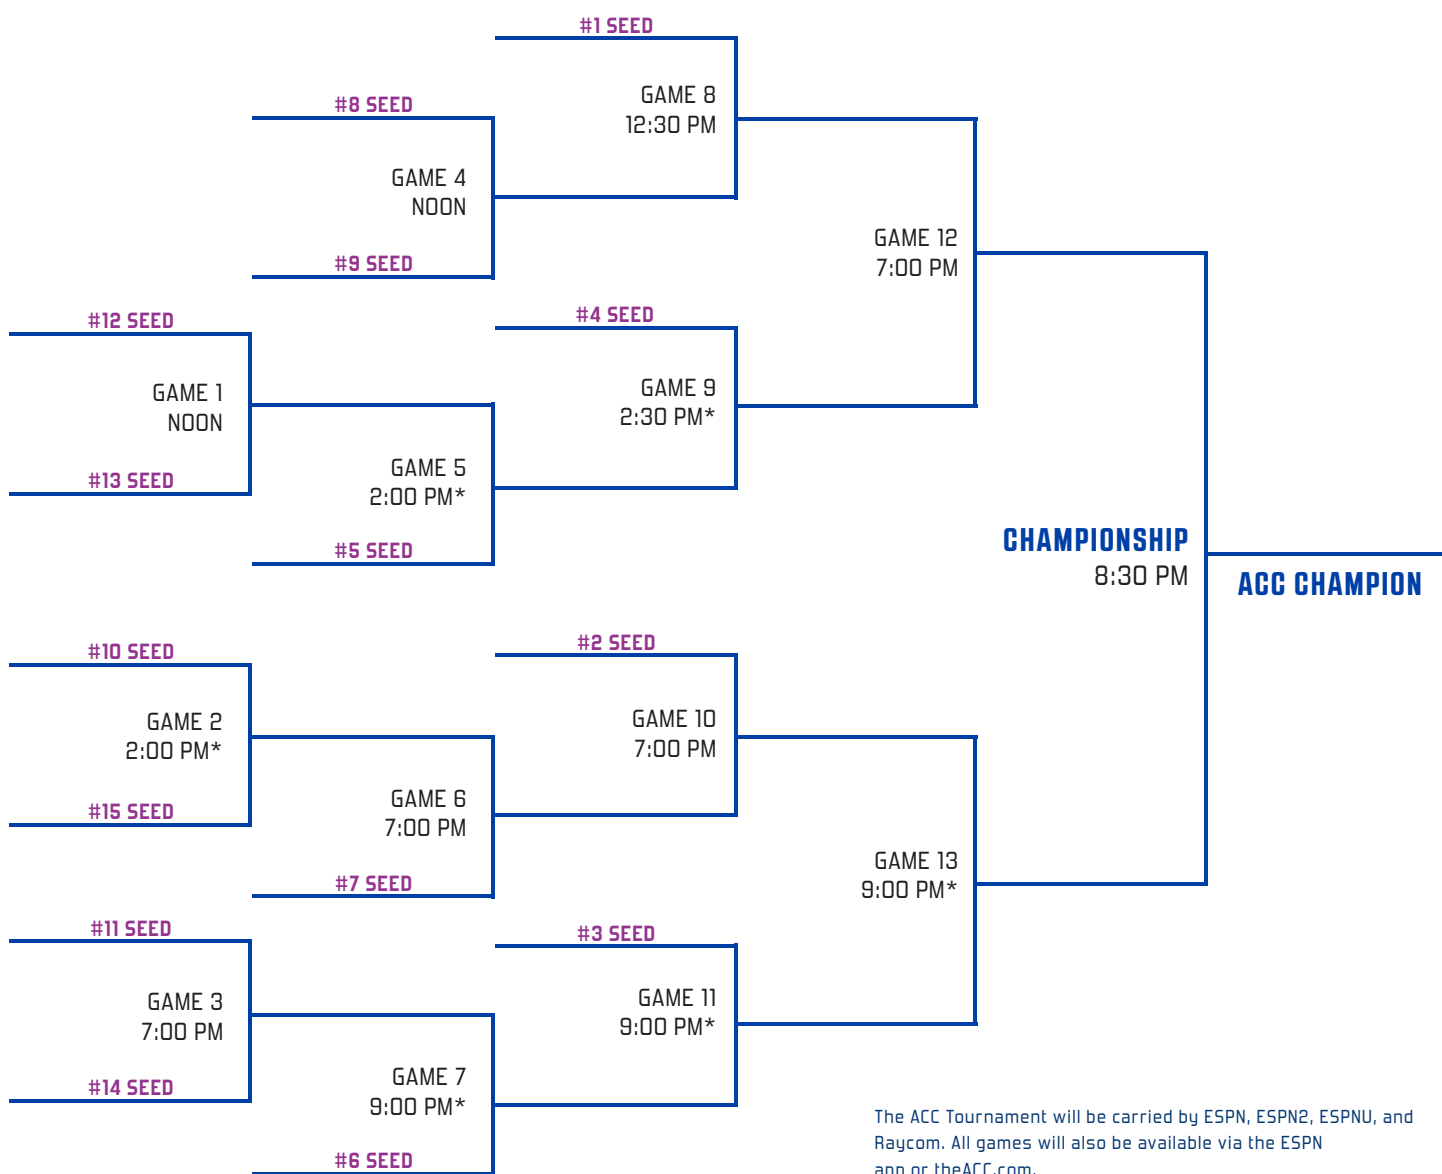 #1 SEED
GAME 8
12:30 PM
#8 SEED
GAME 4
NOON
#9 SEED
GAME 12
7:00 PM
#12 SEED
GAME 1
NOON
#13 SEED
#4 SEED
GAME 9
2:30 PM*
GAME 5
2:00 PM*
#5 SEED
CHAMPIONSHIP
8:30 PM
ACC CHAMPION
#10 SEED
GAME 2
2:00 PM*
#15 SEED
#2 SEED
GAME 10
7:00 PM
GAME 6
7:00 PM
#7 SEED
GAME 13
9:00 PM*
#11 SEED
GAME 3
7:00 PM
#14 SEED
#3 SEED
GAME 11
9:00 PM*
GAME 7
9:00 PM*
#6 SEED
The ACC Tournament will be carried by ESPN, ESPN2, ESPNU, and
Raycom. All games will also be available via the ESPN
app or theACC.com.